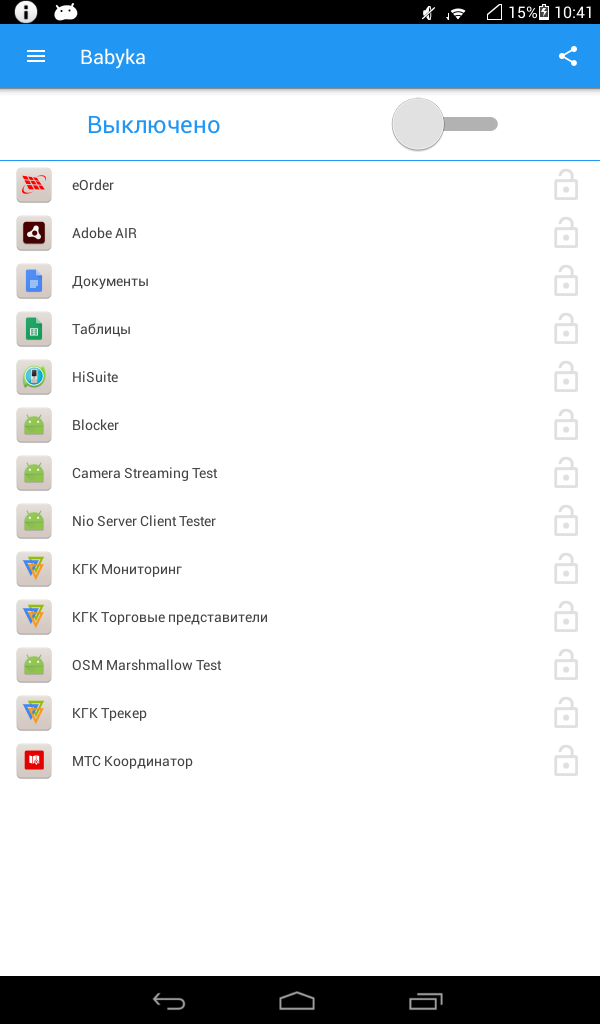 15% 10:41
Babyka
Выключено
eOrder
Adobe AIR
Документы
Таблицы
HiSuite
Blocker
Camera Streaming Test
Nio Server Client Tester
КГК Мониторинг
КГК Торговые представители
OSM Marshmallow Test
КГК Трекер
МТС Координатор